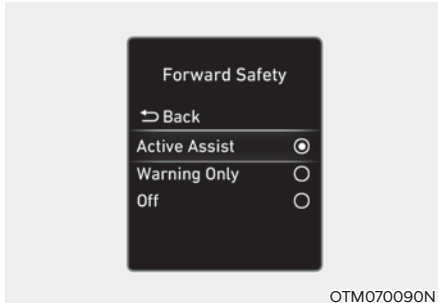 Forward Safety
Back
Active Assist
Warning Only
Off
OTM070090N